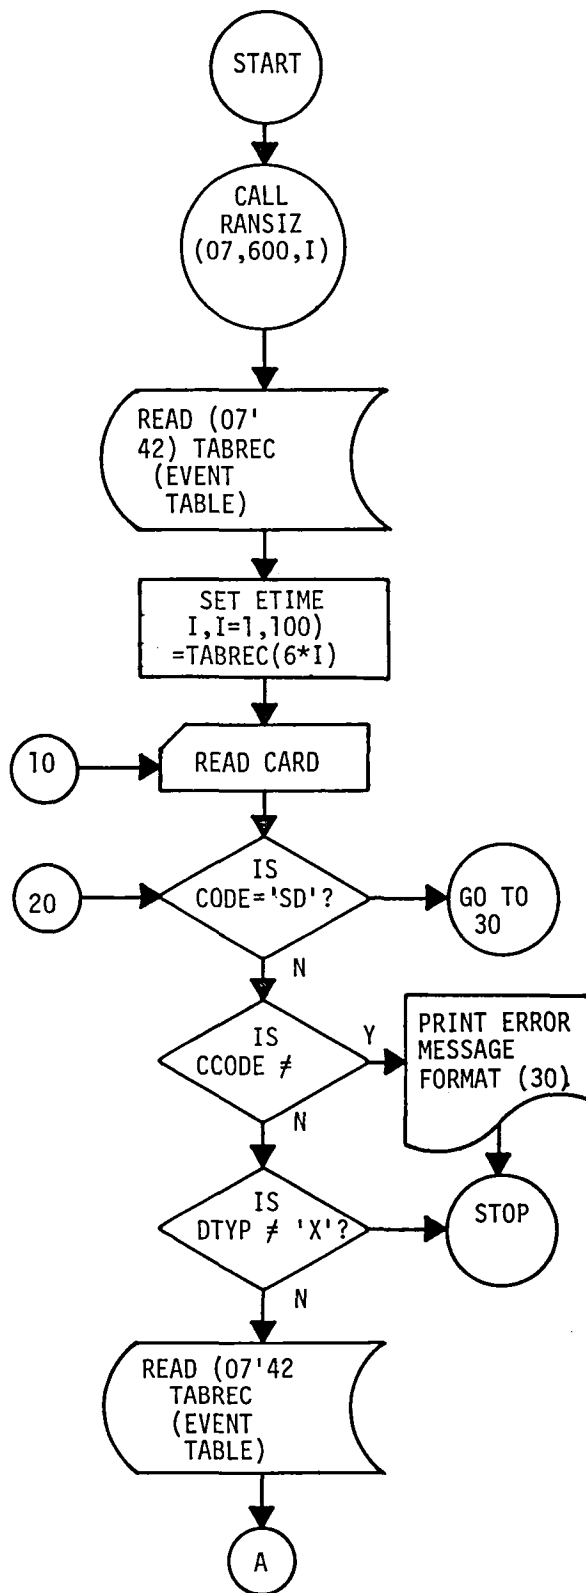 START
CALL
RANSIZ
(07,600,I)
READ (07'
42) TABREC
(EVENT
TABLE)
SET ETIME
I,I=1,100)
=TABREC(6*I)
10
READ CARD
20
IS
CODE='SD'?
GO TO
30
N
IS
CCODE ≠
Y
PRINT ERROR
MESSAGE
FORMAT (30)
N
IS
DTYP ≠ 'X'?
STOP
N
READ (07'42
TABREC
(EVENT
TABLE)
A